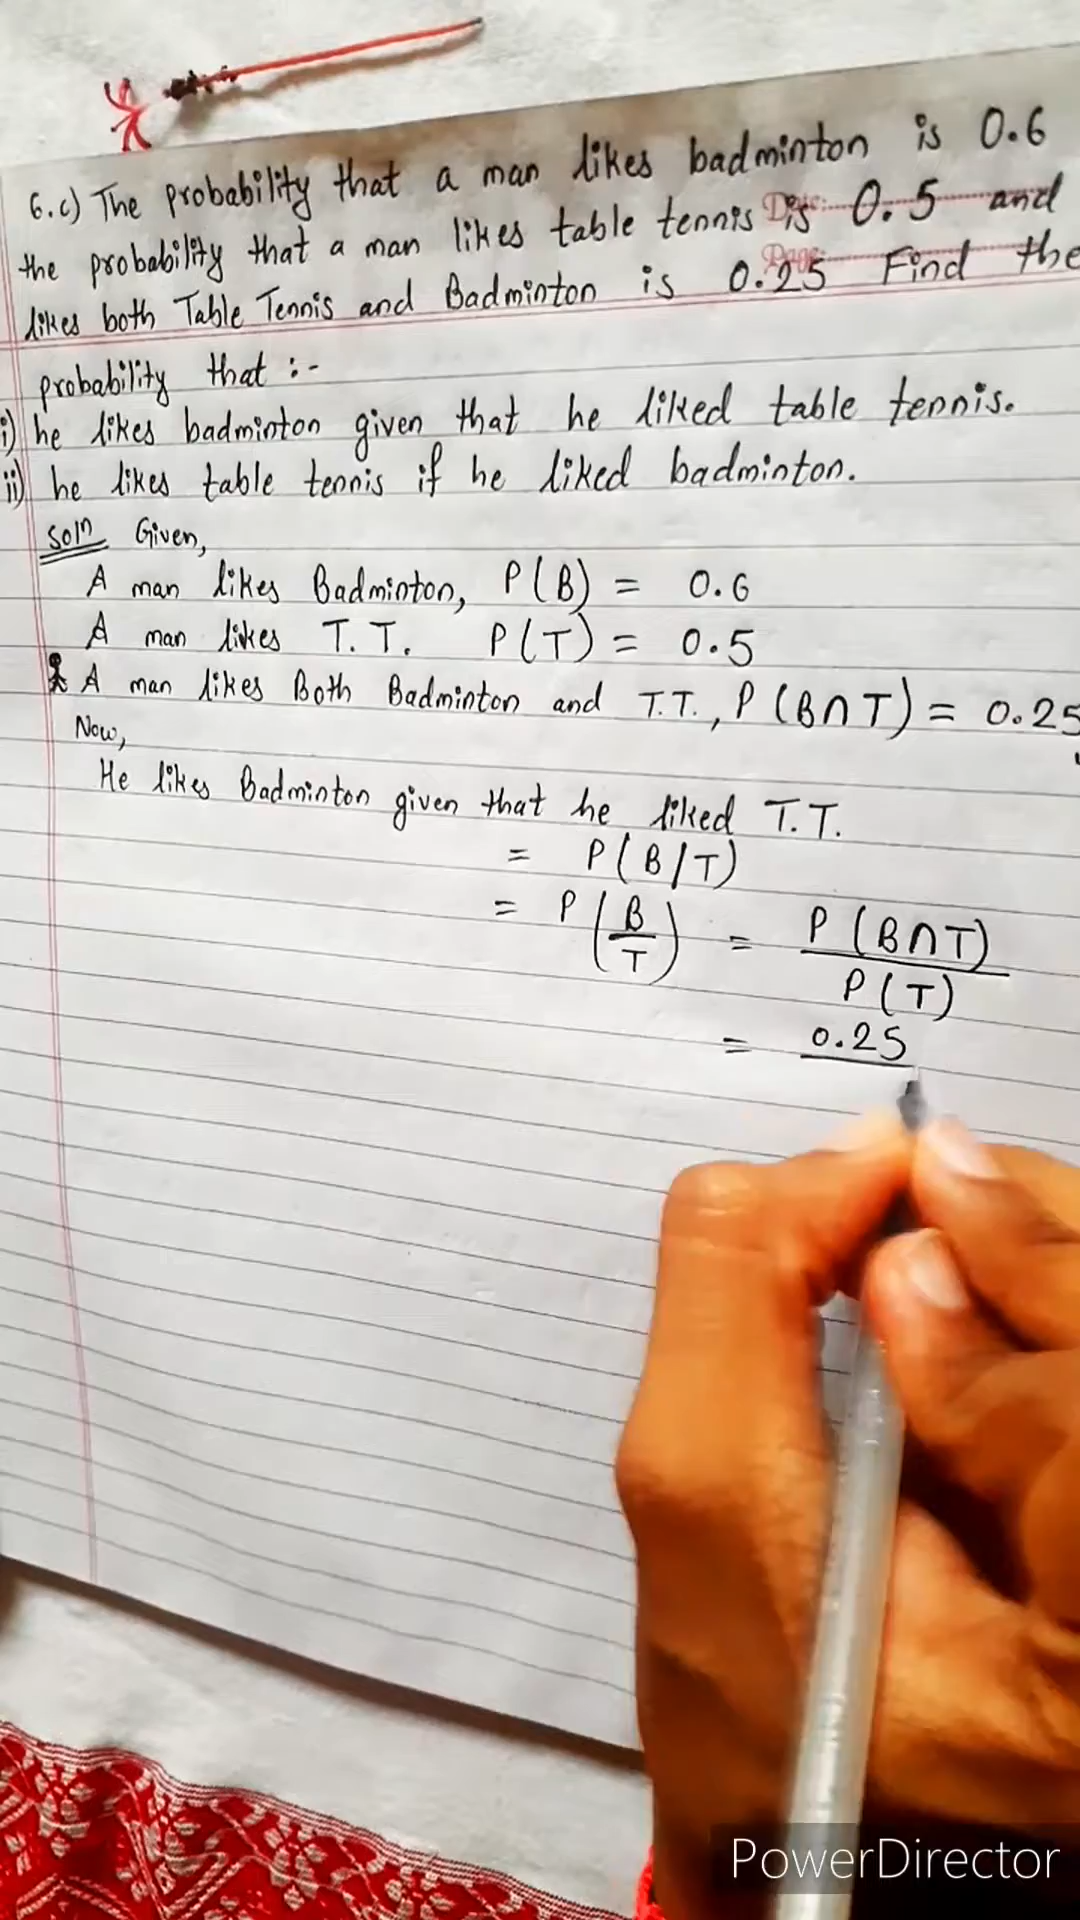 6.c) The probability that a man likes badminton is 0.6
the probability that a man likes table tennis is 0.5 and
likes both Table Tennis and Badminton is 0.25 Find the
probability that :-
i) he likes badminton given that he liked table tennis.
ii) he likes table tennis if he liked badminton.
Soln Given,
A man likes Badminton, P(B) = 0.6
A man likes T.T. P(T) = 0.5
A man likes Both Badminton and T.T., P(B∩T) = 0.25
Now,
He likes Badminton given that he liked T.T.
= P(B/T)
= P(B/T) = P(B∩T)/P(T)
= 0.25
PowerDirector